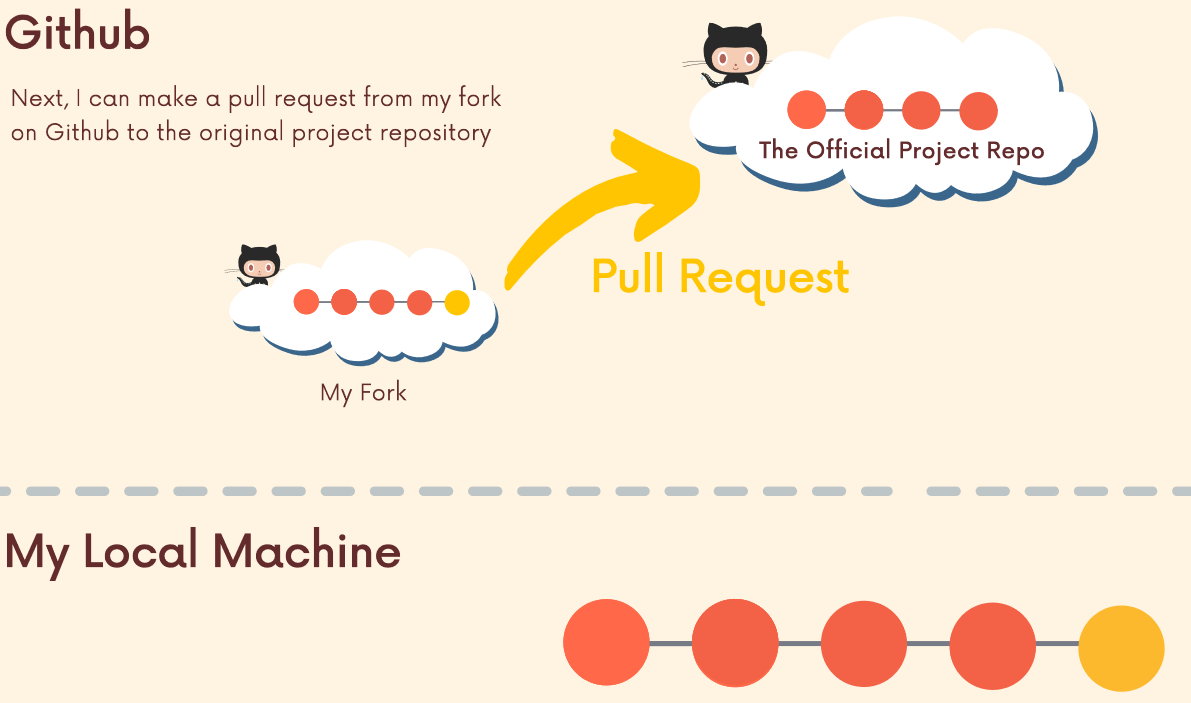 Github
Next, I can make a pull request from my fork
on Github to the original project repository
The Official Project Repo
Pull Request
My Fork
My Local Machine